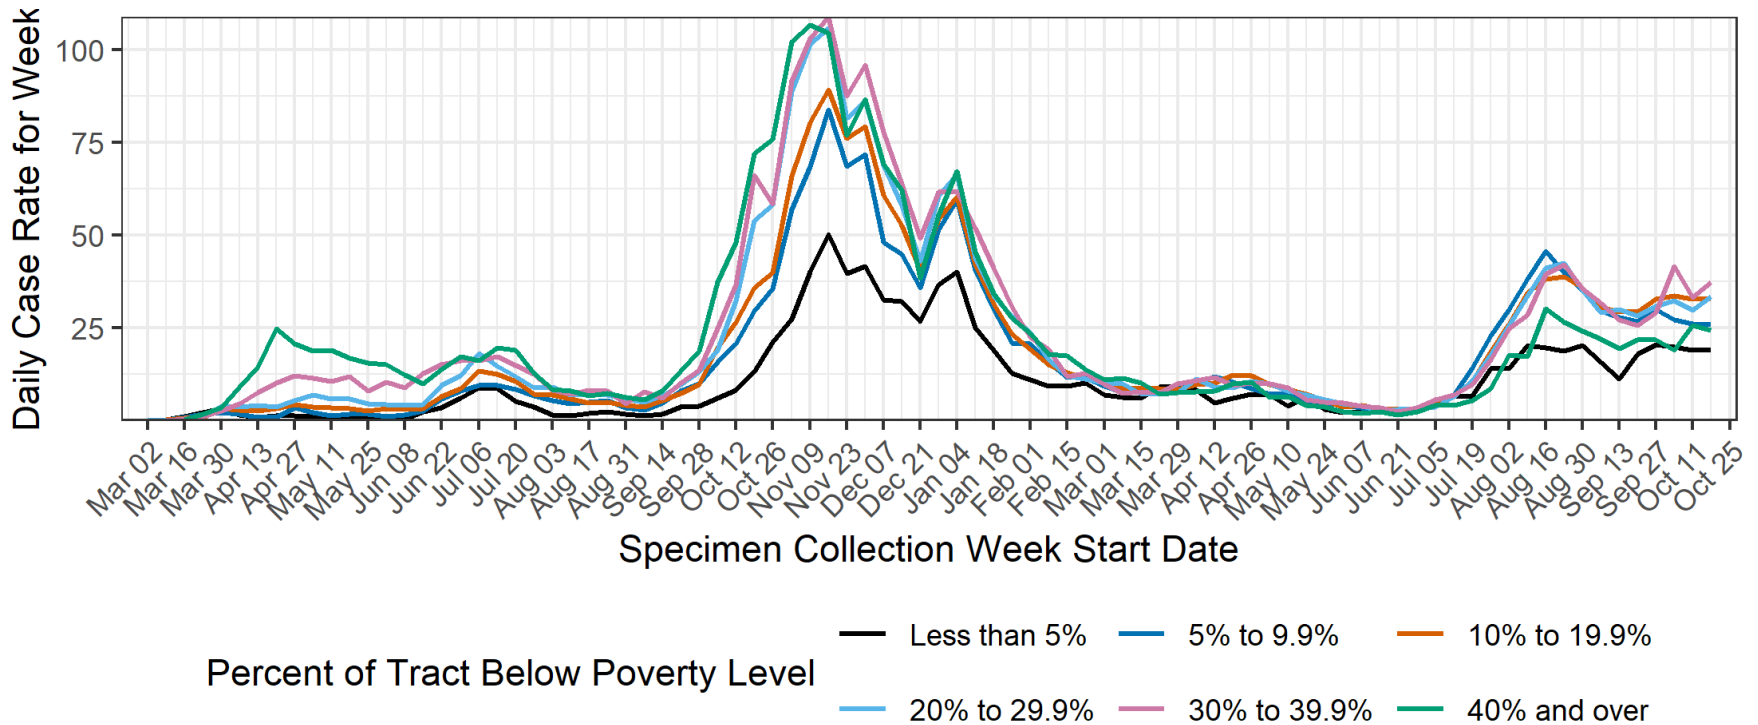 Daily Case Rate for Week
100
75
50
25
Mar 02
Mar 16
Mar 30
Apr 13
Apr 27
May 11
May 25
Jun 08
Jun 22
Jul 06
Jul 20
Aug 03
Aug 17
Aug 31
Sep 14
Sep 28
Oct 12
Oct 26
Nov 09
Nov 23
Dec 07
Dec 21
Jan 04
Jan 18
Feb 01
Feb 15
Mar 01
Mar 15
Mar 29
Apr 12
Apr 26
May 10
May 24
Jun 07
Jun 21
Jul 05
Jul 19
Aug 02
Aug 16
Aug 30
Sep 13
Sep 27
Oct 11
Oct 25
Specimen Collection Week Start Date
Percent of Tract Below Poverty Level
Less than 5%
5% to 9.9%
10% to 19.9%
20% to 29.9%
30% to 39.9%
40% and over